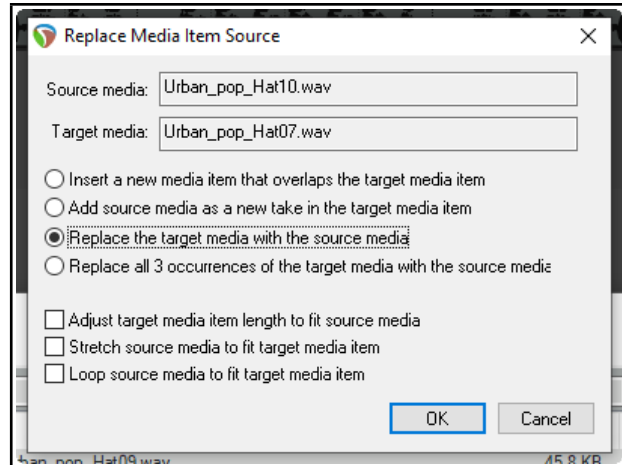 Replace Media Item Source
Source media: Urban_pop_Hat10.wav
Target media: Urban_pop_Hat07.wav
Insert a new media item that overlaps the target media item
Add source media as a new take in the target media item
Replace the target media with the source media
Replace all 3 occurrences of the target media with the source media
Adjust target media item length to fit source media
Stretch source media to fit target media item
Loop source media to fit target media item
OK Cancel
ban_pop_Hat09.wav 45.8 KB